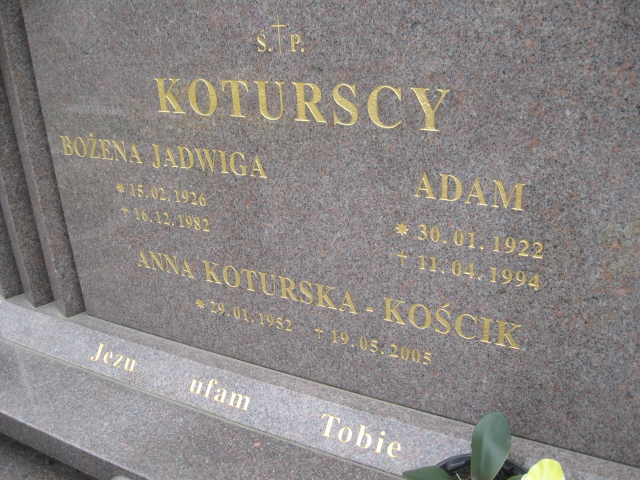 Ś.†P.
KOTURSCY
BOŻENA JADWIGA
* 15.02.1926
† 16.12.1982
ADAM
* 30.01.1922
† 11.04.1994
ANNA KOTURSKA - KOŚCIK
* 29.01.1952 † 19.05.2005
Jezu ufam Tobie